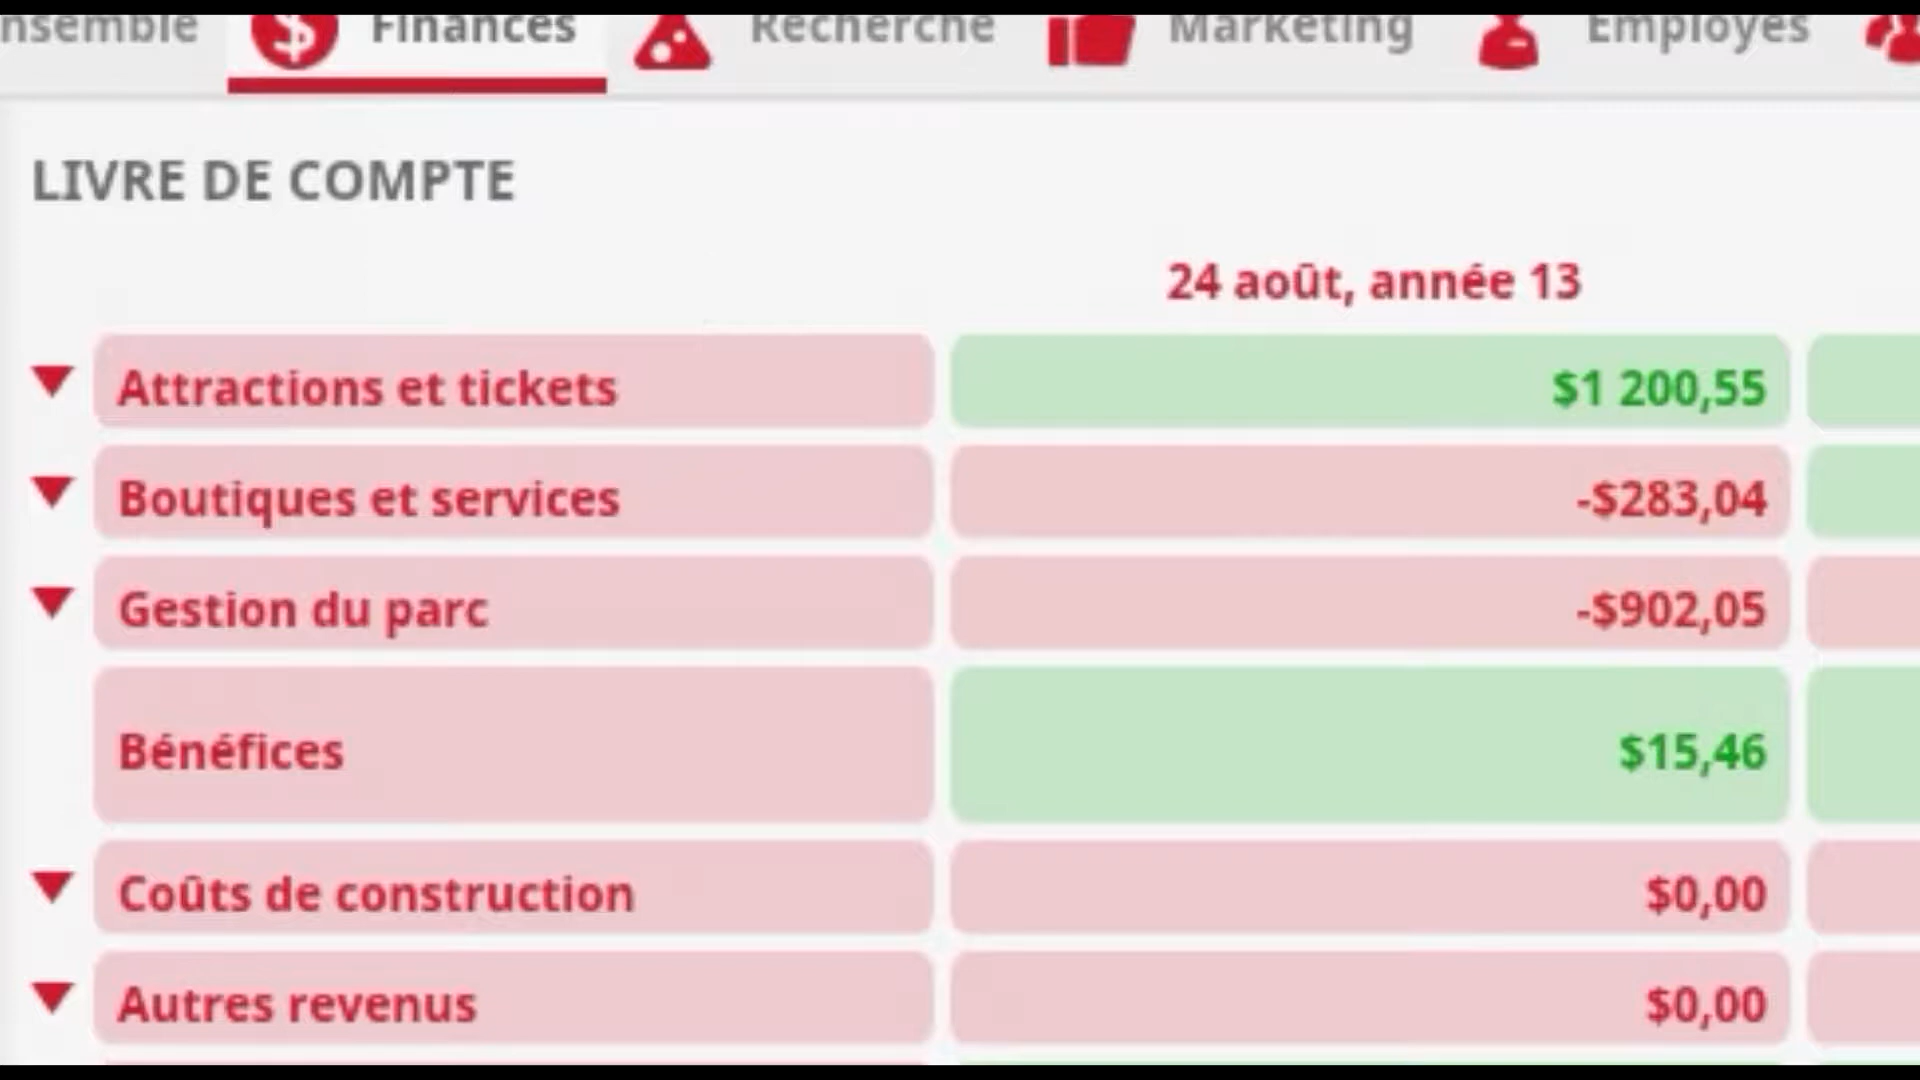 nsemble Finances Recherche Marketing Employés
LIVRE DE COMPTE
24 août, année 13
Attractions et tickets $1 200,55
Boutiques et services -$283,04
Gestion du parc -$902,05
Bénéfices $15,46
Coûts de construction $0,00
Autres revenus $0,00